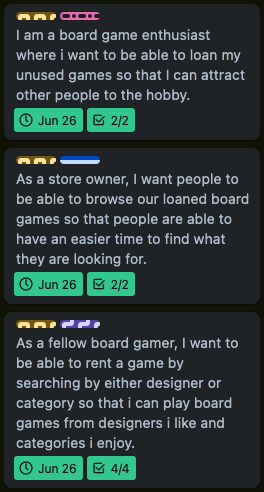 I am a board game enthusiast
where i want to be able to loan my
unused games so that I can attract
other people to the hobby.
Jun 26 2/2
As a store owner, I want people to
be able to browse our loaned board
games so that people are able to
have an easier time to find what
they are looking for.
Jun 26 2/2
As a fellow board gamer, I want to
be able to rent a game by
searching by either designer or
category so that i can play board
games from designers i like and
categories i enjoy.
Jun 26 4/4